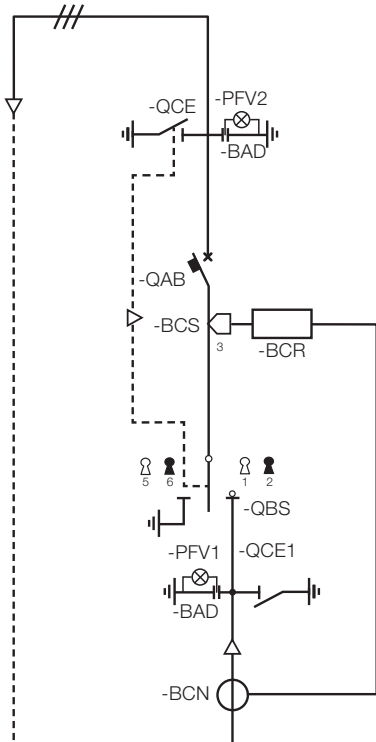 -PFV2
-QCE
-BAD
-QAB
-BCS
3
-BCR
5 6 1 2
-QBS
-PFV1 -QCE1
-BAD
-BCN